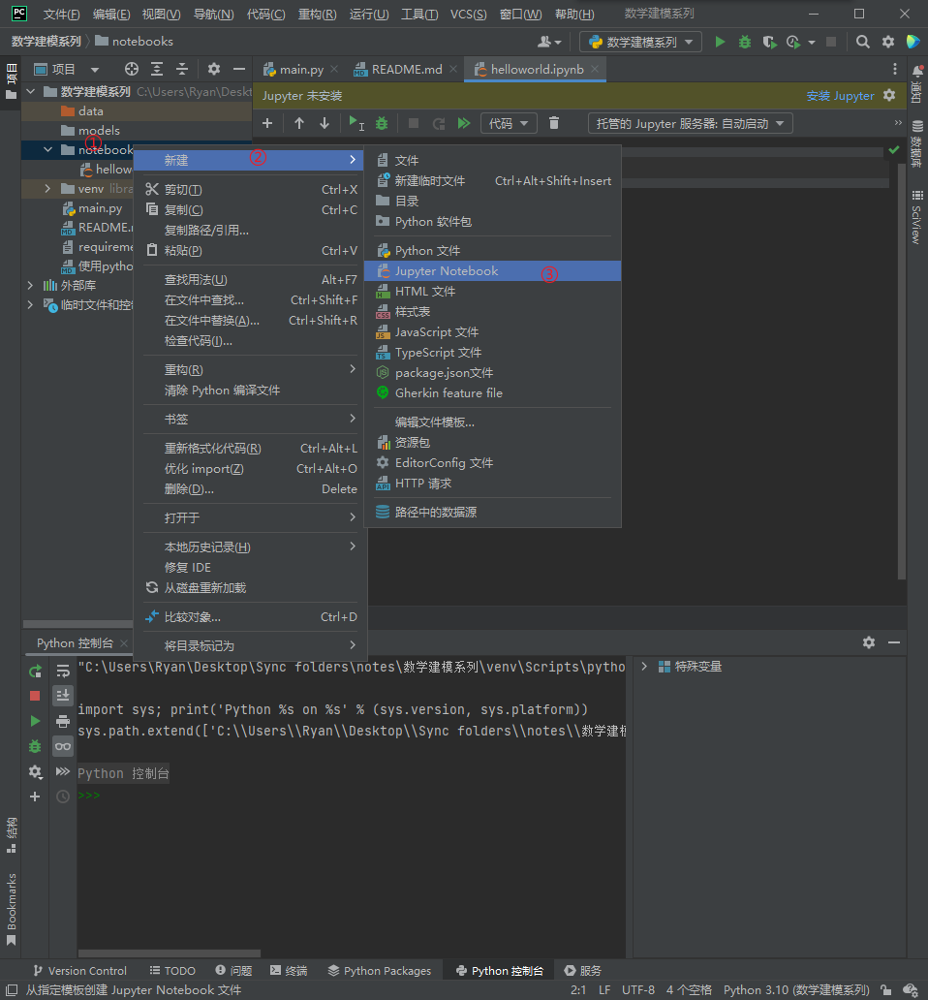 PC 文件(F) 编辑(E) 视图(V) 导航(N) 代码(C) 重构(R) 运行(U) 工具(T) VCS(S) 窗口(W) 帮助(H) 数学建模系列
数学建模系列 notebooks 数学建模系列
项目
项目
main.py README.md helloworld.ipynb
通知
数据库
SciView
数学建模系列 C:\Users\Ryan\Deskt
data
models
①
notebook
hellow
venv libra
main.py
README.
requireme
使用pytho
外部库
临时文件和控
Jupyter 未安装 安装 Jupyter
代码 托管的 Jupyter 服务器: 自动启动
新建 ②
剪切(T) Ctrl+X
复制(C) Ctrl+C
复制路径/引用...
粘贴(P) Ctrl+V
查找用法(U) Alt+F7
在文件中查找... Ctrl+Shift+F
在文件中替换(A)... Ctrl+Shift+R
检查代码(I)...
重构(R)
清除 Python 编译文件
书签
重新格式化代码(R) Ctrl+Alt+L
优化 import(Z) Ctrl+Alt+O
删除(D)... Delete
打开于
本地历史记录(H)
修复 IDE
从磁盘重新加载
比较对象... Ctrl+D
将目录标记为
文件
新建临时文件 Ctrl+Alt+Shift+Insert
目录
Python 软件包
Python 文件
Jupyter Notebook ③
HTML 文件
样式表
JavaScript 文件
TypeScript 文件
package.json文件
Gherkin feature file
编辑文件模板...
资源包
EditorConfig 文件
HTTP 请求
路径中的数据源
Python 控制台
"C:\Users\Ryan\Desktop\Sync folders\notes\数学建模系列\venv\Scripts\pytho
import sys; print('Python %s on %s' % (sys.version, sys.platform))
sys.path.extend(['C:\\Users\\Ryan\\Desktop\\Sync folders\\notes\\数学建模
Python 控制台
>>>
特殊变量
结构
Bookmarks
Version Control TODO 问题 终端 Python Packages Python 控制台 服务
从指定模板创建 Jupyter Notebook 文件 2:1 LF UTF-8 4 个空格 Python 3.10 (数学建模系列)